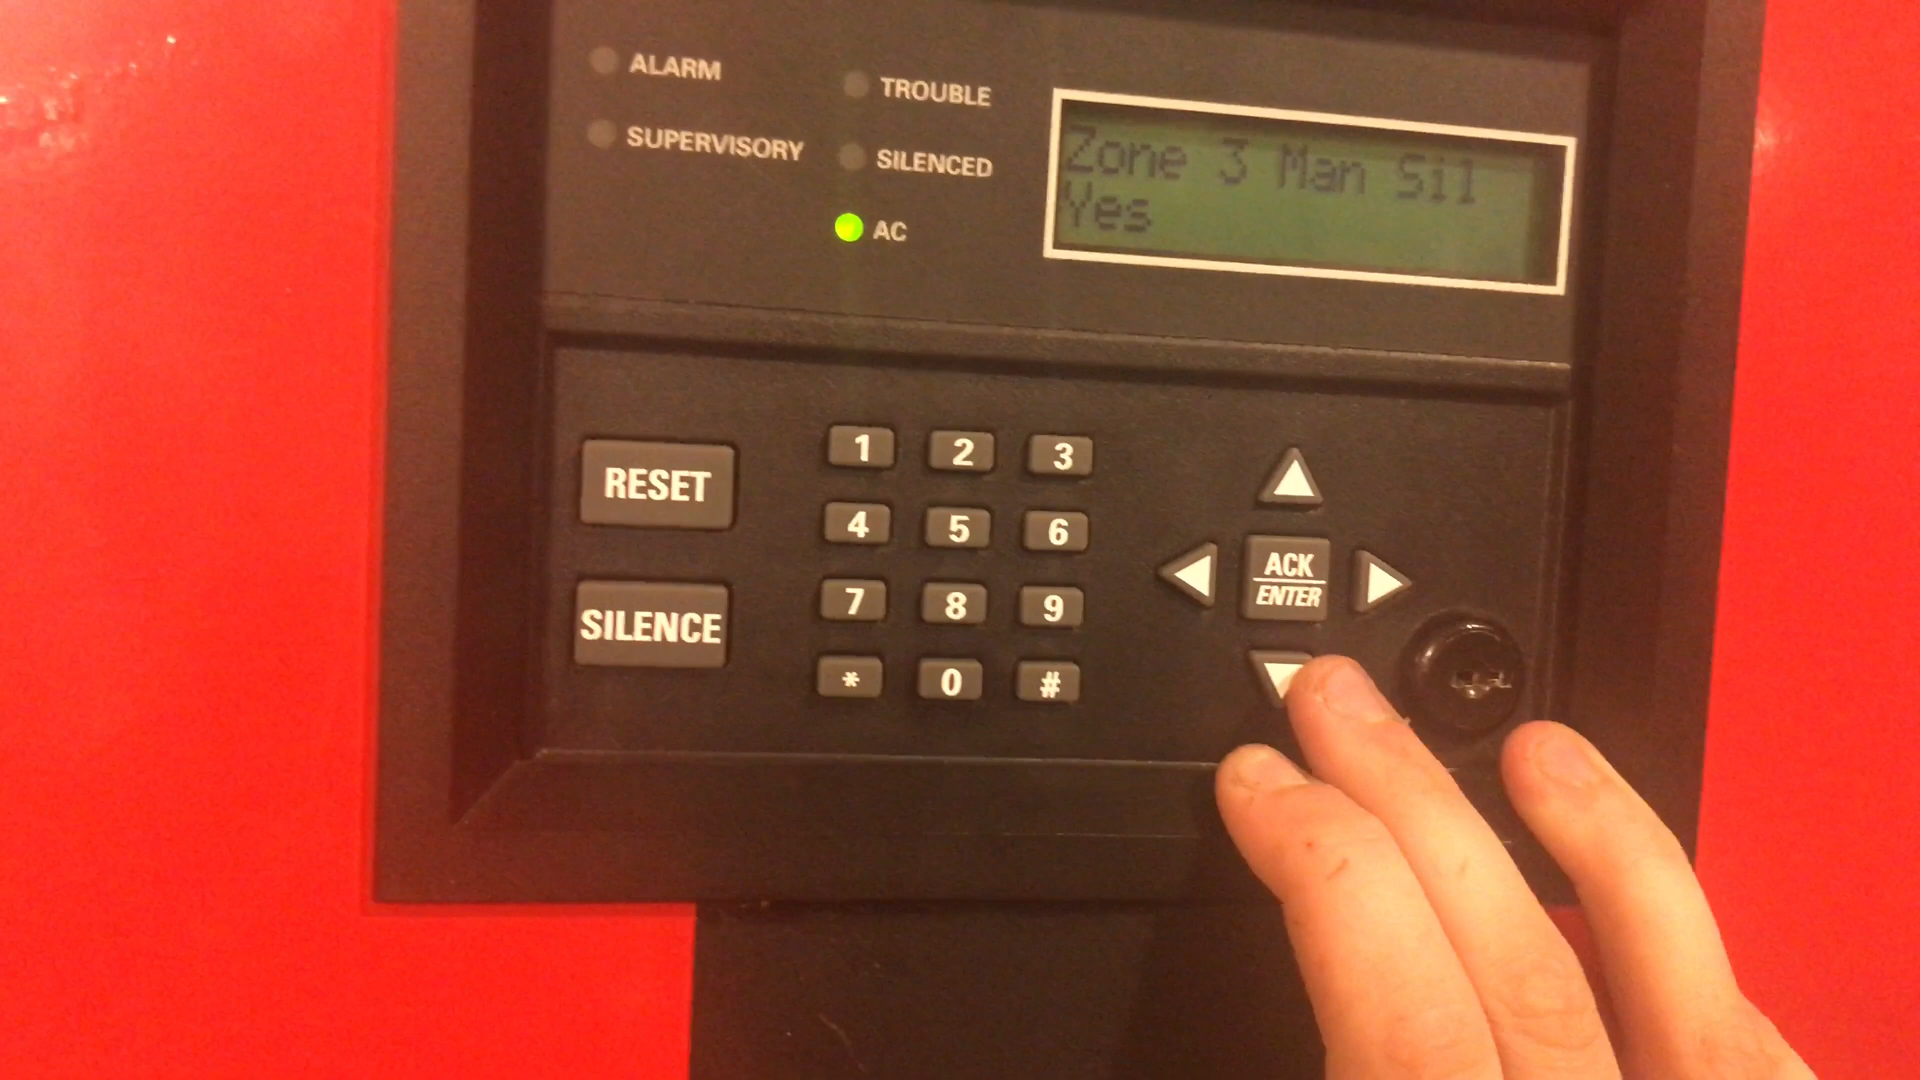 ALARM
TROUBLE
SUPERVISORY
SILENCED
AC
Zone 3 Man Sil
Yes
RESET
SILENCE
1 2 3
4 5 6
7 8 9
* 0 #
ACK
ENTER